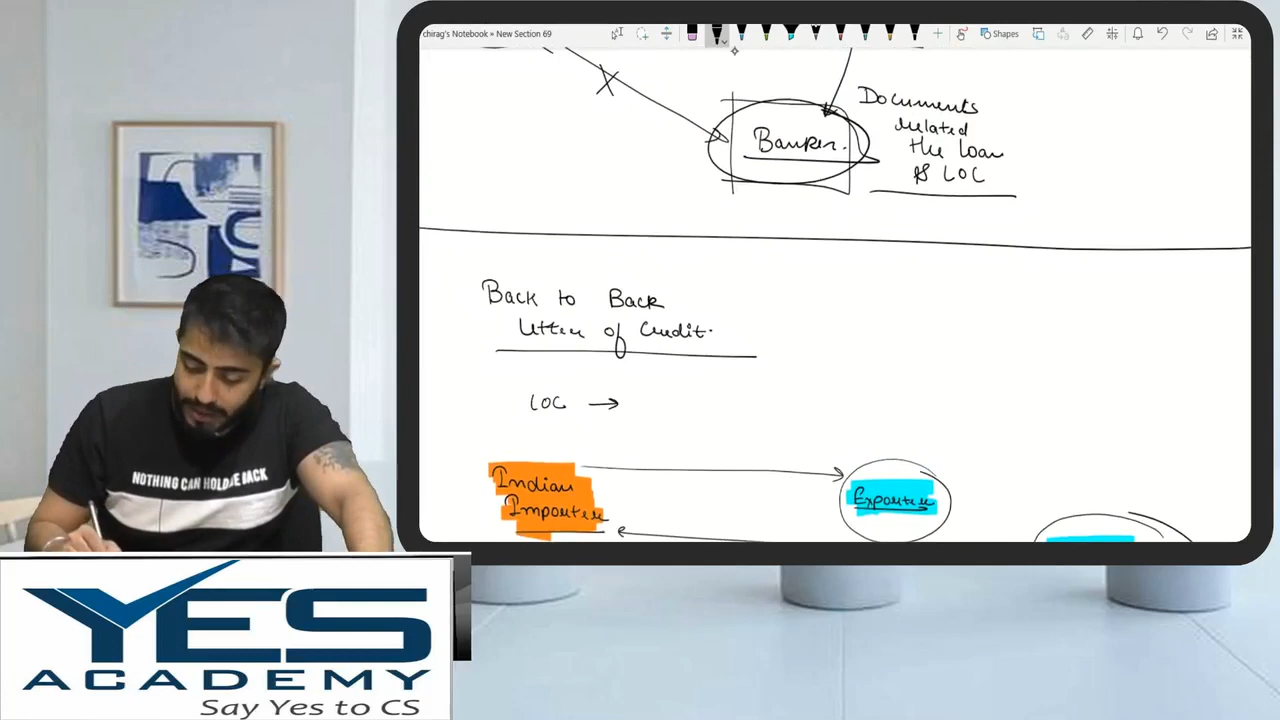 chirag's Notebook » New Section 69
Shapes
Documents
related
the loan
& LOC
Banker.
Back to Back
Letter of Credit.
LOC →
Indian
Importer
Exporter
NOTHING CAN HOLD ME BACK
YES
ACADEMY
Say Yes to CS